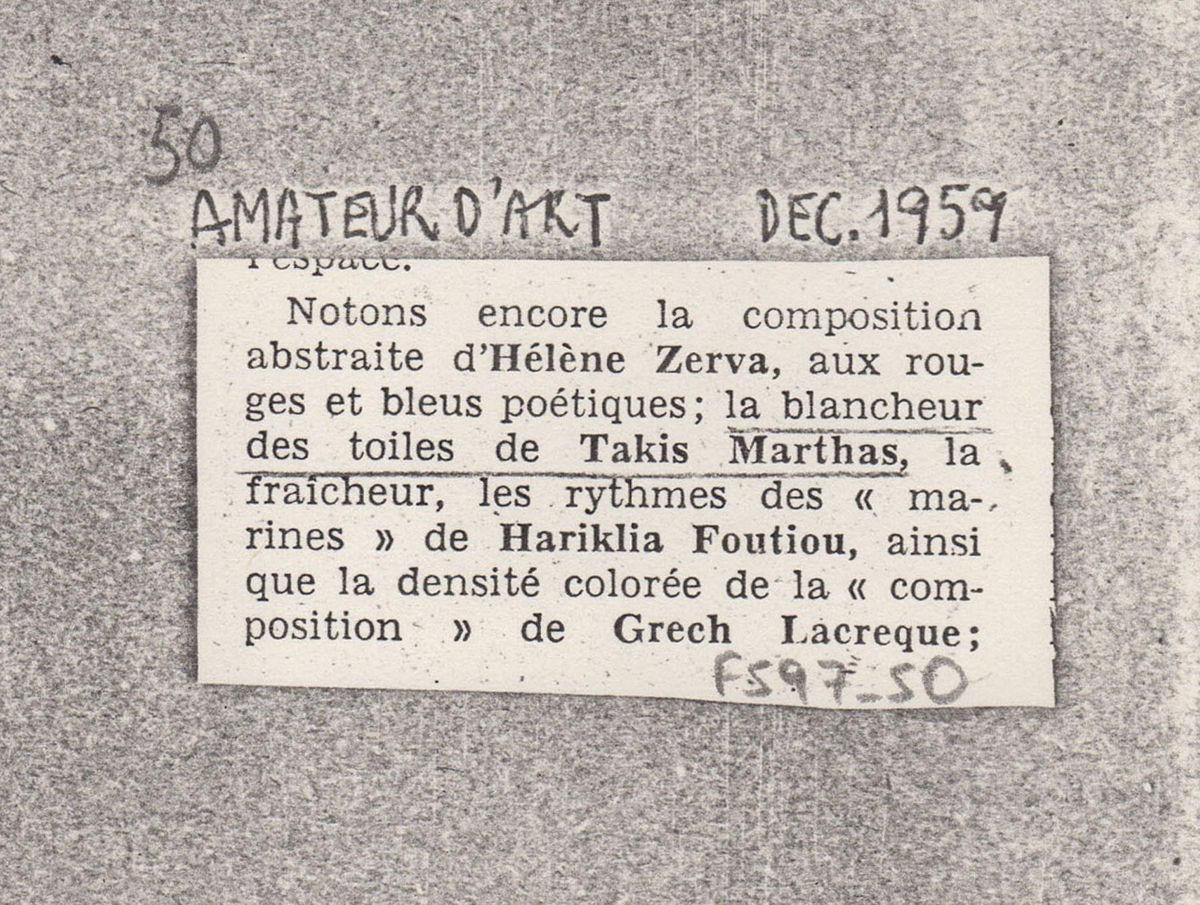 50
AMATEUR D'ART DEC. 1959
l'espace.
Notons encore la composition
abstraite d'Hélène Zerva, aux rou-
ges et bleus poétiques; la blancheur
des toiles de Takis Marthas, la
fraîcheur, les rythmes des « ma-
rines » de Hariklia Foutiou, ainsi
que la densité colorée de la « com-
position » de Grech Lacreque;
F597_50